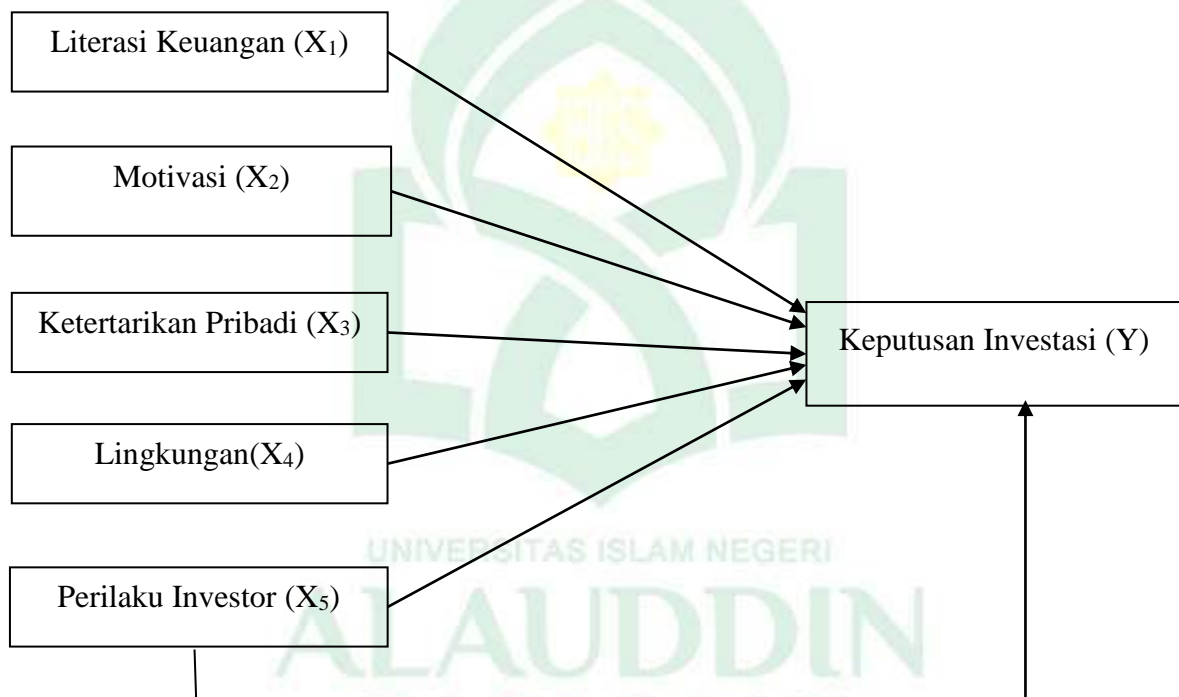 Literasi Keuangan (X₁)
Motivasi (X₂)
Ketertarikan Pribadi (X₃)
Keputusan Investasi (Y)
Lingkungan(X₄)
UNIVERSITAS ISLAM NEGERI
Perilaku Investor (X₅)
ALAUDDIN